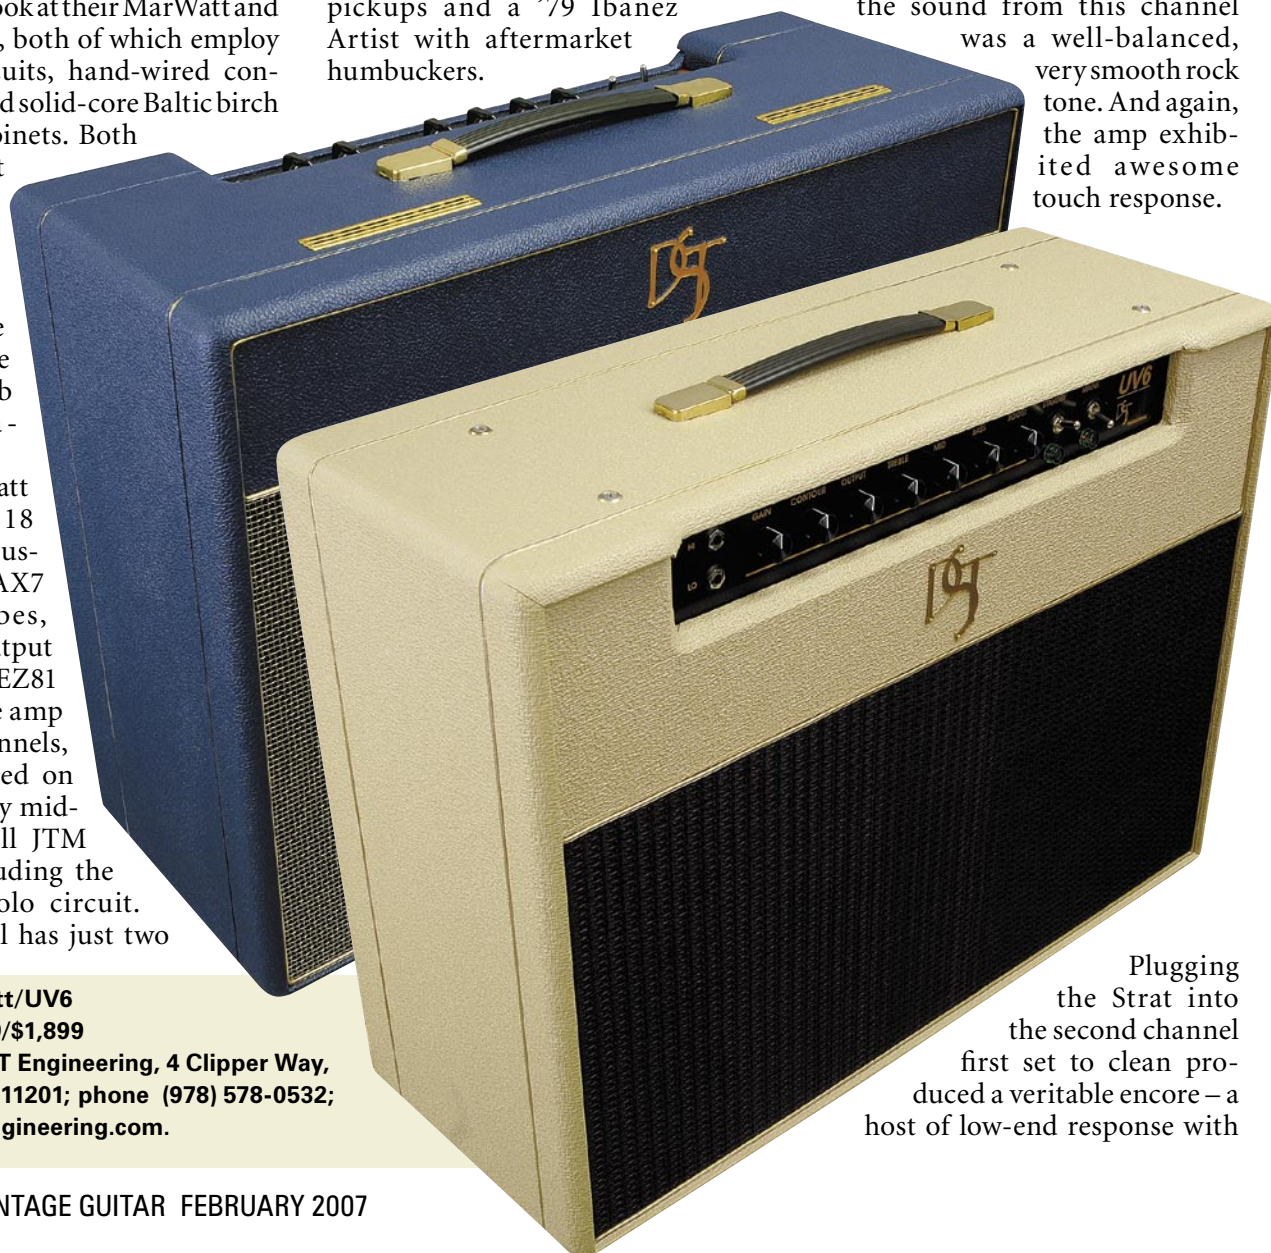 ook at their MarWatt and
, both of which employ
uits, hand-wired con-
d solid-core Baltic birch
binets. Both
t
e
e
b
-
att
18
us-
AX7
bes,
tput
EZ81
e amp
nnels,
ed on
y mid-
ll JTM
uding the
olo circuit.
l has just two
tt/UV6
/$1,899
T Engineering, 4 Clipper Way,
11201; phone (978) 578-0532;
gineering.com.
NTAGE GUITAR FEBRUARY 2007
pickups and a ’79 Ibanez
Artist with aftermarket
humbuckers.
the sound from this channel
was a well-balanced,
very smooth rock
tone. And again,
the amp exhib-
ited awesome
touch response.
Plugging
the Strat into
the second channel
first set to clean pro-
duced a veritable encore – a
host of low-end response with
DST
HI
LO
GAIN
CONTOUR
OUTPUT
TREBLE
MID
BASS
UV6
DST